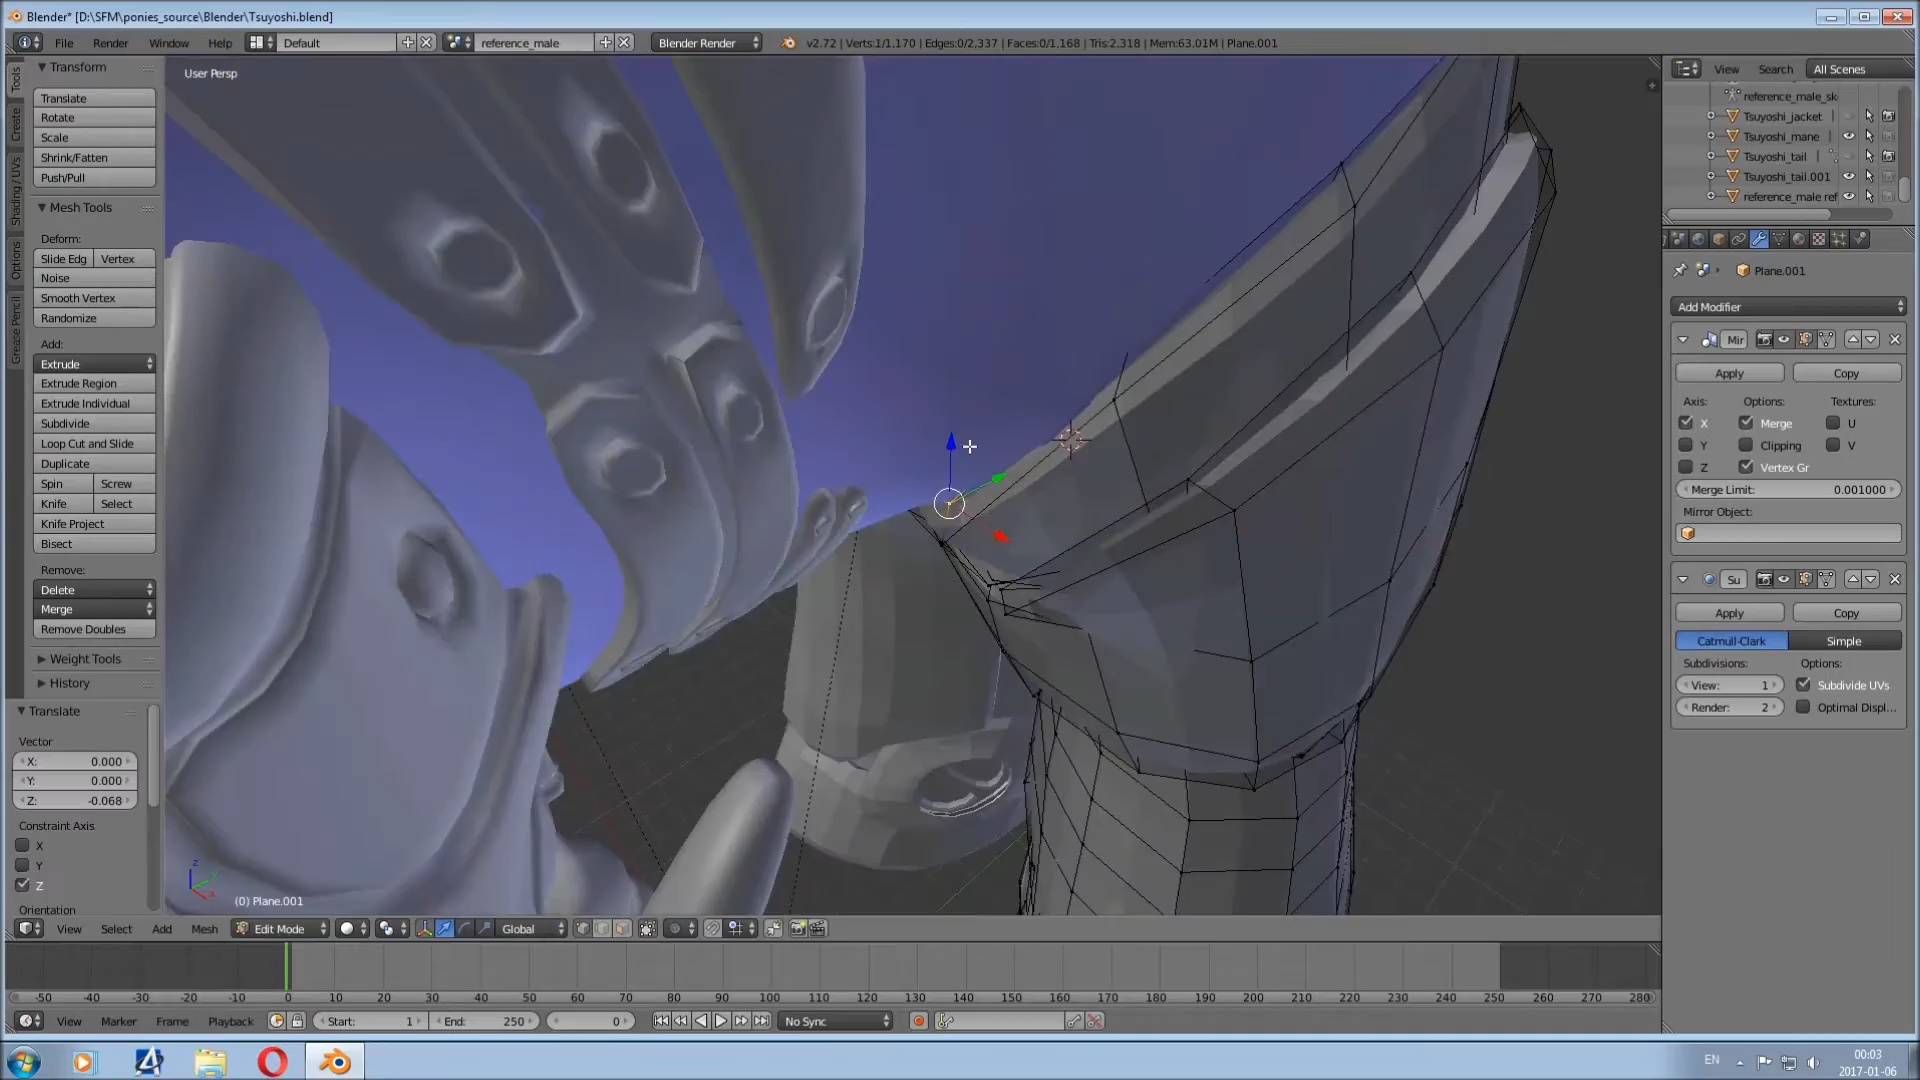 Blender* [D:\SFM\ponies_source\Blender\Tsuyoshi.blend]
File Render Window Help Default reference_male Blender Render v2.72 | Verts:1/1,170 | Edges:0/2,337 | Faces:0/1,168 | Tris:2,318 | Mem:63.01M | Plane.001
Tools
Create
Shading / UVs
Options
Grease Pencil
Transform
Translate
Rotate
Scale
Shrink/Fatten
Push/Pull
Mesh Tools
Deform:
Slide Edg Vertex
Noise
Smooth Vertex
Randomize
Add:
Extrude
Extrude Region
Extrude Individual
Subdivide
Loop Cut and Slide
Duplicate
Spin Screw
Knife Select
Knife Project
Bisect
Remove:
Delete
Merge
Remove Doubles
Weight Tools
History
Translate
Vector
X: 0.000
Y: 0.000
Z: -0.068
Constraint Axis
X
Y
Z
Orientation
User Persp
z
(0) Plane.001
View Search All Scenes
reference_male_sk
Tsuyoshi_jacket
Tsuyoshi_mane
Tsuyoshi_tail
Tsuyoshi_tail.001
reference_male ref
Plane.001
Add Modifier
Mir
Apply Copy
Axis: Options: Textures:
X Merge U
Y Clipping V
Z Vertex Gr
Merge Limit: 0.001000
Mirror Object:
Su
Apply Copy
Catmull-Clark Simple
Subdivisions: Options:
View: 1 Subdivide UVs
Render: 2 Optimal Displ...
View Select Add Mesh Edit Mode Global
-50 -40 -30 -20 -10 0 10 20 30 40 50 60 70 80 90 100 110 120 130 140 150 160 170 180 190 200 210 220 230 240 250 260 270 280
View Marker Frame Playback Start: 1 End: 250 0 No Sync
EN 00:03
2017-01-06